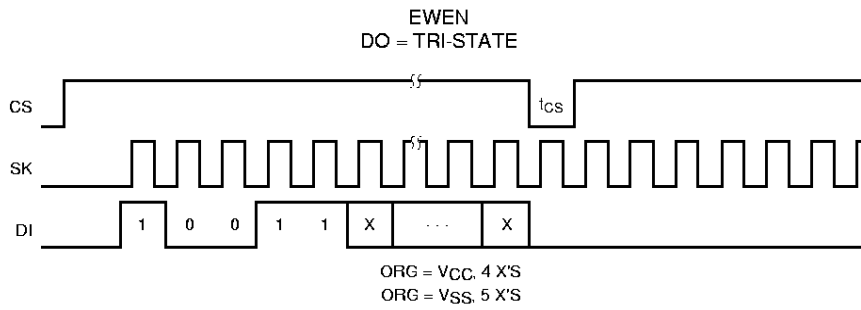 EWEN
DO = TRI-STATE
CS
tCS
SK
DI 1 0 0 1 1 X ... X
ORG = VCC, 4 X'S
ORG = VSS, 5 X'S